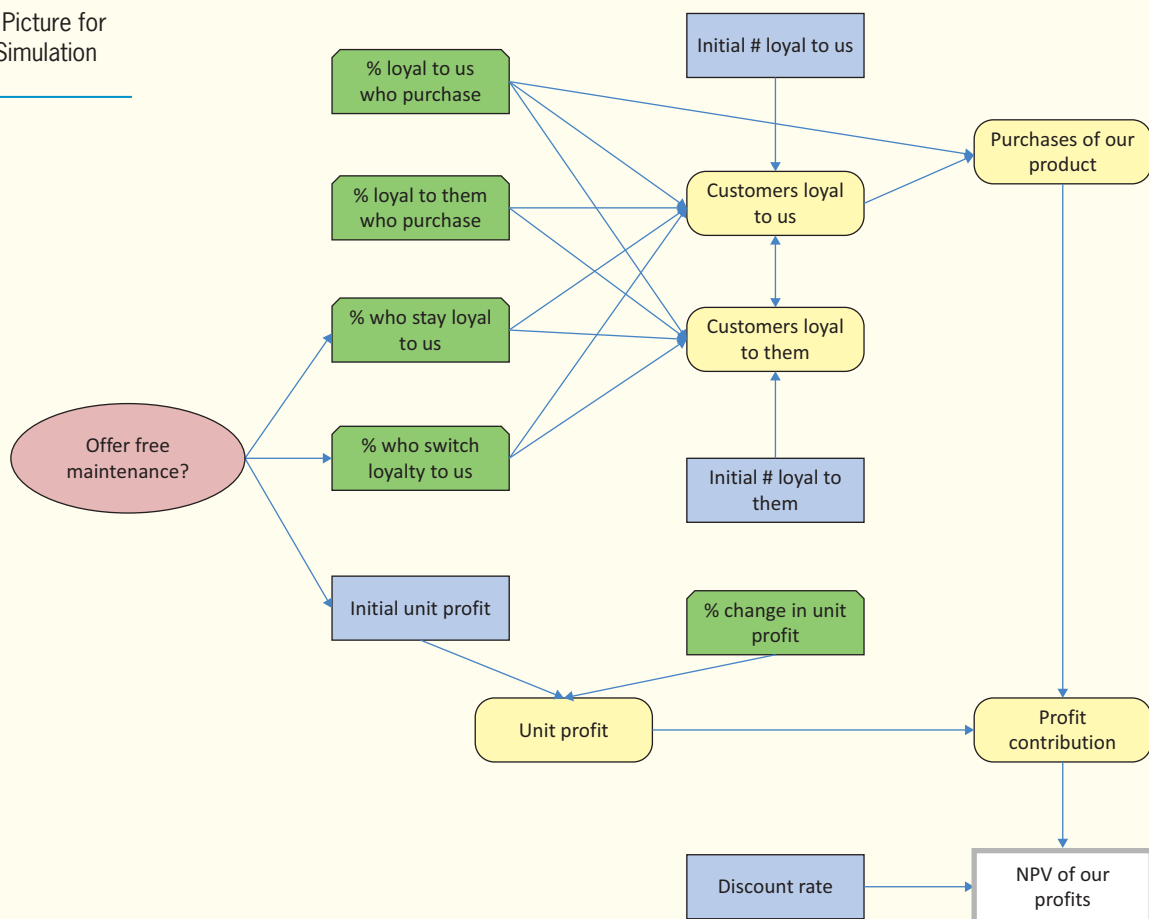 Picture for
Simulation
% loyal to us
who purchase
Initial # loyal to us
Purchases of our
product
% loyal to them
who purchase
Customers loyal
to us
% who stay loyal
to us
Customers loyal
to them
Offer free
maintenance?
% who switch
loyalty to us
Initial # loyal to
them
Initial unit profit
% change in unit
profit
Unit profit
Profit
contribution
Discount rate
NPV of our
profits